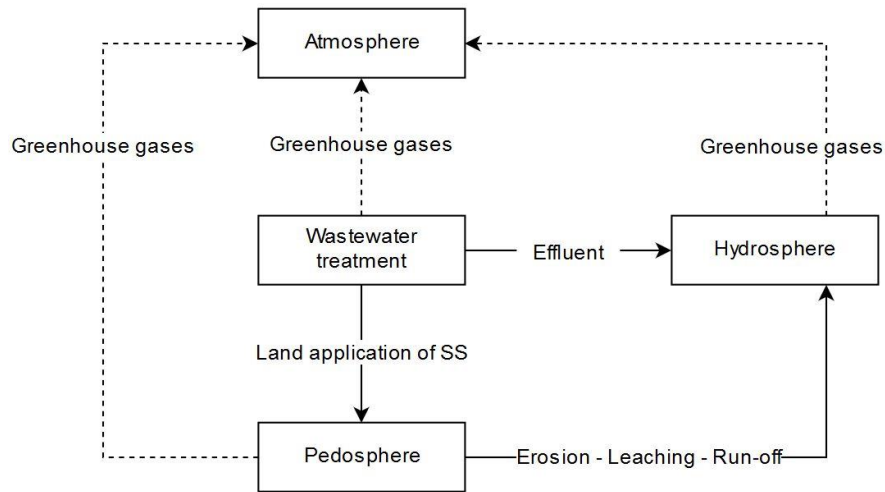 Atmosphere
Greenhouse gases
Greenhouse gases
Greenhouse gases
Wastewater
treatment
Effluent
Hydrosphere
Land application of SS
Pedosphere
Erosion - Leaching - Run-off